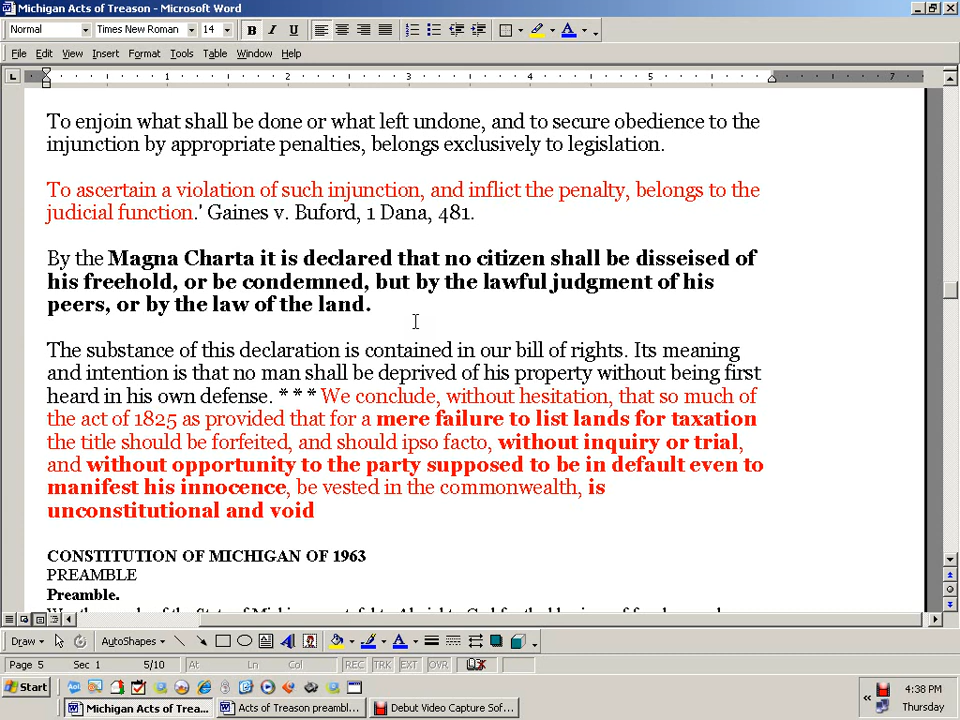 Michigan Acts of Treason - Microsoft Word
Normal Times New Roman 14 B I U A
File Edit View Insert Format Tools Table Window Help
1 2 3 4 5 7
To enjoin what shall be done or what left undone, and to secure obedience to the
injunction by appropriate penalties, belongs exclusively to legislation.
To ascertain a violation of such injunction, and inflict the penalty, belongs to the
judicial function.' Gaines v. Buford, 1 Dana, 481.
By the Magna Charta it is declared that no citizen shall be disseised of
his freehold, or be condemned, but by the lawful judgment of his
peers, or by the law of the land.
The substance of this declaration is contained in our bill of rights. Its meaning
and intention is that no man shall be deprived of his property without being first
heard in his own defense. * * * We conclude, without hesitation, that so much of
the act of 1825 as provided that for a mere failure to list lands for taxation
the title should be forfeited, and should ipso facto, without inquiry or trial,
and without opportunity to the party supposed to be in default even to
manifest his innocence, be vested in the commonwealth, is
unconstitutional and void
CONSTITUTION OF MICHIGAN OF 1963
PREAMBLE
Preamble.
Draw AutoShapes A
Page 5 Sec 1 5/10 At Ln Col REC TRK EXT OVR
Start 4:38 PM
Thursday
Michigan Acts of Trea... Acts of Treason preambl... Debut Video Capture Sof...